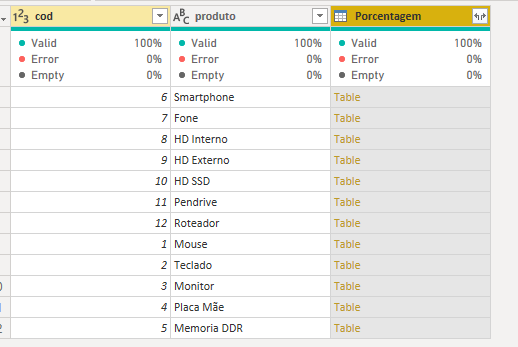 1²3 cod ABC produto Porcentagem
Valid 100% Valid 100% Valid 100%
Error 0% Error 0% Error 0%
Empty 0% Empty 0% Empty 0%
6 Smartphone Table
7 Fone Table
8 HD Interno Table
9 HD Externo Table
10 HD SSD Table
11 Pendrive Table
12 Roteador Table
1 Mouse Table
2 Teclado Table
3 Monitor Table
4 Placa Mãe Table
5 Memoria DDR Table